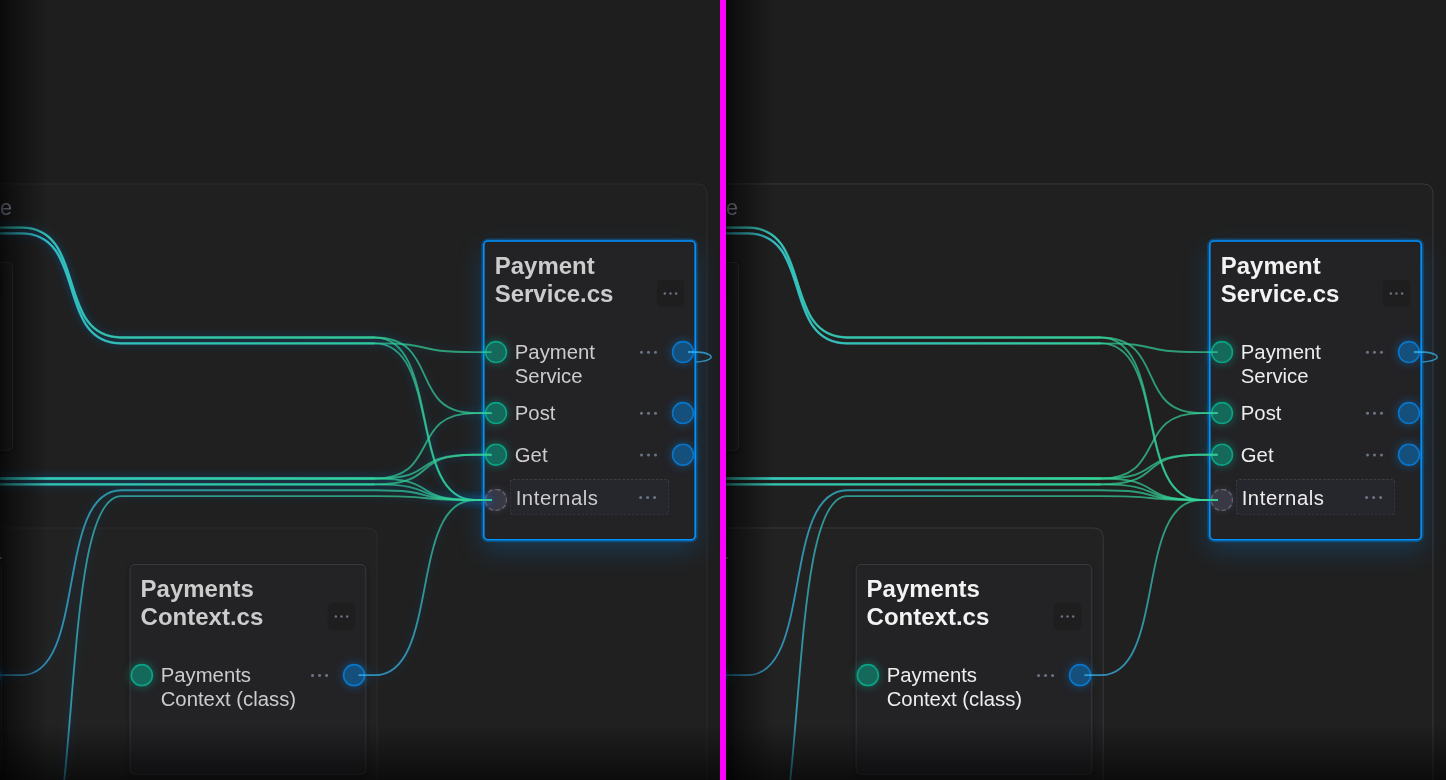 e
Payment
Service.cs
Payment
Service
Post
Get
Internals
Payments
Context.cs
Payments
Context (class)
e
Payment
Service.cs
Payment
Service
Post
Get
Internals
Payments
Context.cs
Payments
Context (class)